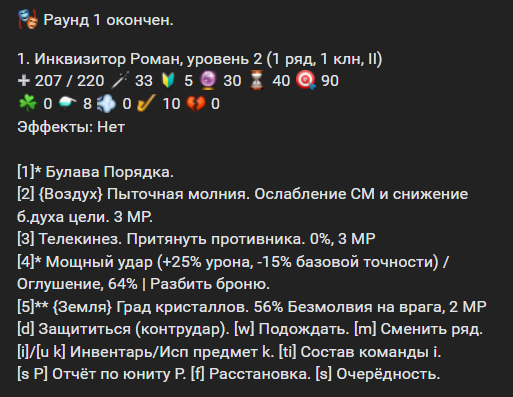 Раунд 1 окончен.
1. Инквизитор Роман, уровень 2 (1 ряд, 1 клн, II)
207 / 220 33 5 30 40 90
0 8 0 10 0
Эффекты: Нет
[1]* Булава Порядка.
[2] {Воздух} Пыточная молния. Ослабление СМ и снижение
б.духа цели. 3 MP.
[3] Телекинез. Притянуть противника. 0%, 3 MP
[4]* Мощный удар (+25% урона, -15% базовой точности) /
Оглушение, 64% | Разбить броню.
[5]** {Земля} Град кристаллов. 56% Безмолвия на врага, 2 MP
[d] Защититься (контрудар). [w] Подождать. [m] Сменить ряд.
[i]/[u k] Инвентарь/Исп предмет k. [ti] Состав команды i.
[s P] Отчёт по юниту P. [f] Расстановка. [s] Очерёдность.